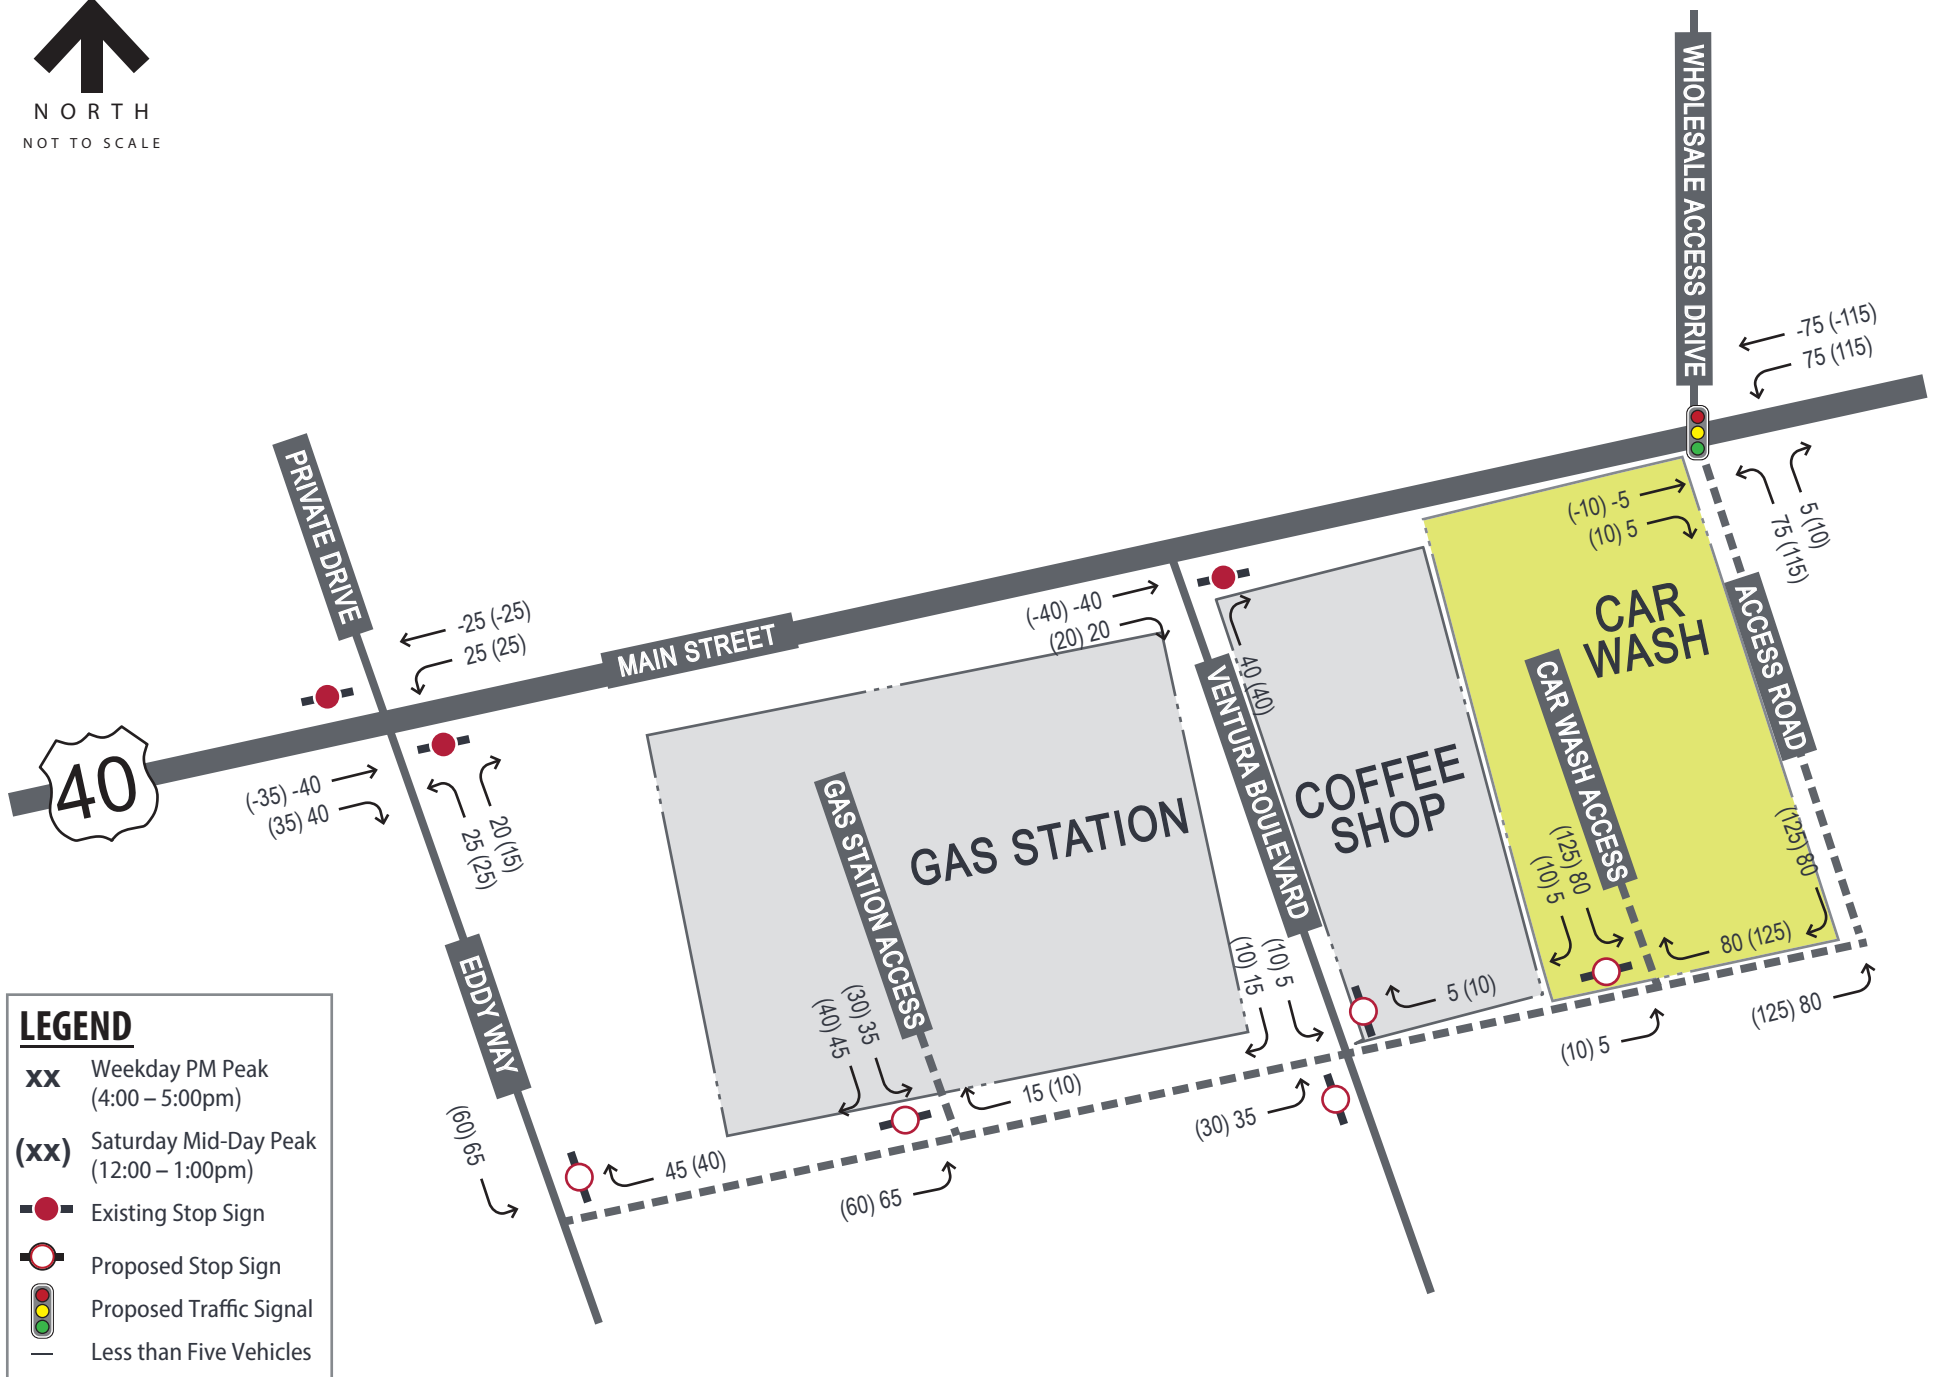 NORTH
NOT TO SCALE
WHOLESALE ACCESS DRIVE
-75 (-115)
75 (115)
PRIVATE DRIVE
5 (10)
75 (115)
(-10) -5
(10) 5
-25 (-25)
25 (25)
MAIN STREET
(-40) -40
(20) 20
40 (40)
CAR
WASH
ACCESS ROAD
40
(-35) -40
(35) 40
20 (15)
25 (25)
GAS STATION ACCESS
GAS STATION
VENTURA BOULEVARD
COFFEE
SHOP
CAR WASH ACCESS
(125) 80
(10) 5
(125) 80
80 (125)
EDDY WAY
(30) 35
(40) 45
(10) 5
(10) 15
5 (10)
(125) 80
(10) 5
15 (10)
(30) 35
(60) 65
45 (40)
(60) 65
LEGEND
xx Weekday PM Peak
(4:00 – 5:00pm)
(xx) Saturday Mid-Day Peak
(12:00 – 1:00pm)
Existing Stop Sign
Proposed Stop Sign
Proposed Traffic Signal
— Less than Five Vehicles